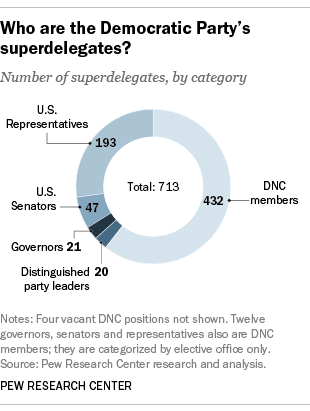 Who are the Democratic Party's
superdelegates?
Number of superdelegates, by category
U.S.
Representatives
193
U.S.
Senators
47
Total: 713
432
DNC
members
Governors 21
Distinguished 20
party leaders
Notes: Four vacant DNC positions not shown. Twelve
governors, senators and representatives also are DNC
members; they are categorized by elective office only.
Source: Pew Research Center research and analysis.
PEW RESEARCH CENTER